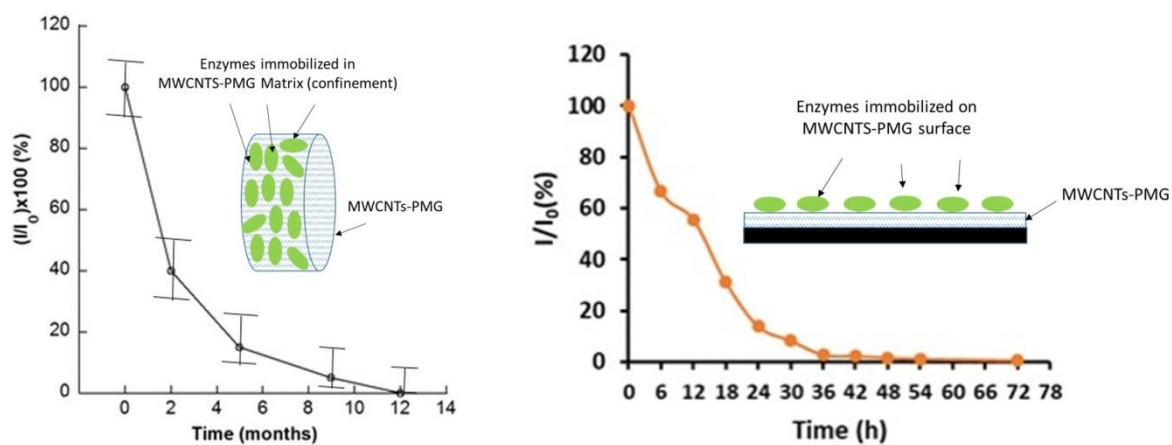 (I/I0)x100 (%)
120
100
80
60
40
20
0
0 2 4 6 8 10 12 14
Time (months)
Enzymes immobilized in
MWCNTS-PMG Matrix (confinement)
MWCNTs-PMG
I/I0(%)
120
100
80
60
40
20
0
0 6 12 18 24 30 36 42 48 54 60 66 72 78
Time (h)
Enzymes immobilized on
MWCNTS-PMG surface
MWCNTs-PMG